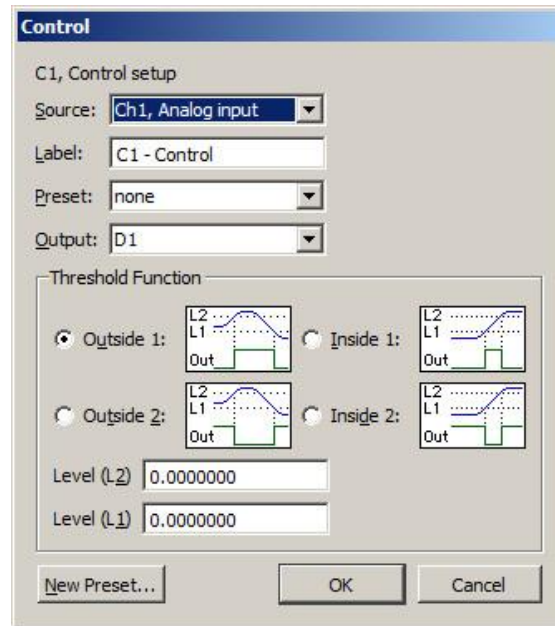 Control
C1, Control setup
Source: Ch1, Analog input
Label: C1 - Control
Preset: none
Output: D1
Threshold Function
Outside 1: L2 L1 Out Inside 1: L2 L1 Out
Outside 2: L2 L1 Out Inside 2: L2 L1 Out
Level (L2) 0.0000000
Level (L1) 0.0000000
New Preset... OK Cancel